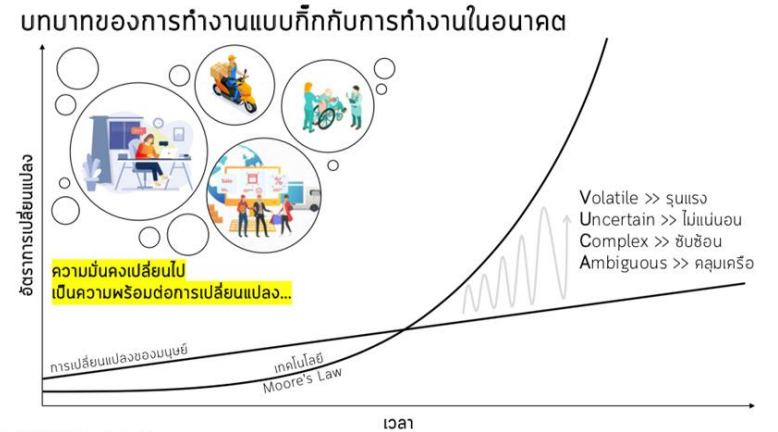 บทบาทของการทำงานแบบกิ๊กกับการทำงานในอนาคต
อัตราการเปลี่ยนแปลง
ความมั่นคงเปลี่ยนไป
เป็นความพร้อมต่อการเปลี่ยนแปลง...
Volatile >> รุนแรง
Uncertain >> ไม่แน่นอน
Complex >> ซับซ้อน
Ambiguous >> คลุมเครือ
การเปลี่ยนแปลงของมนุษย์
เทคโนโลยี
Moore's Law
เวลา